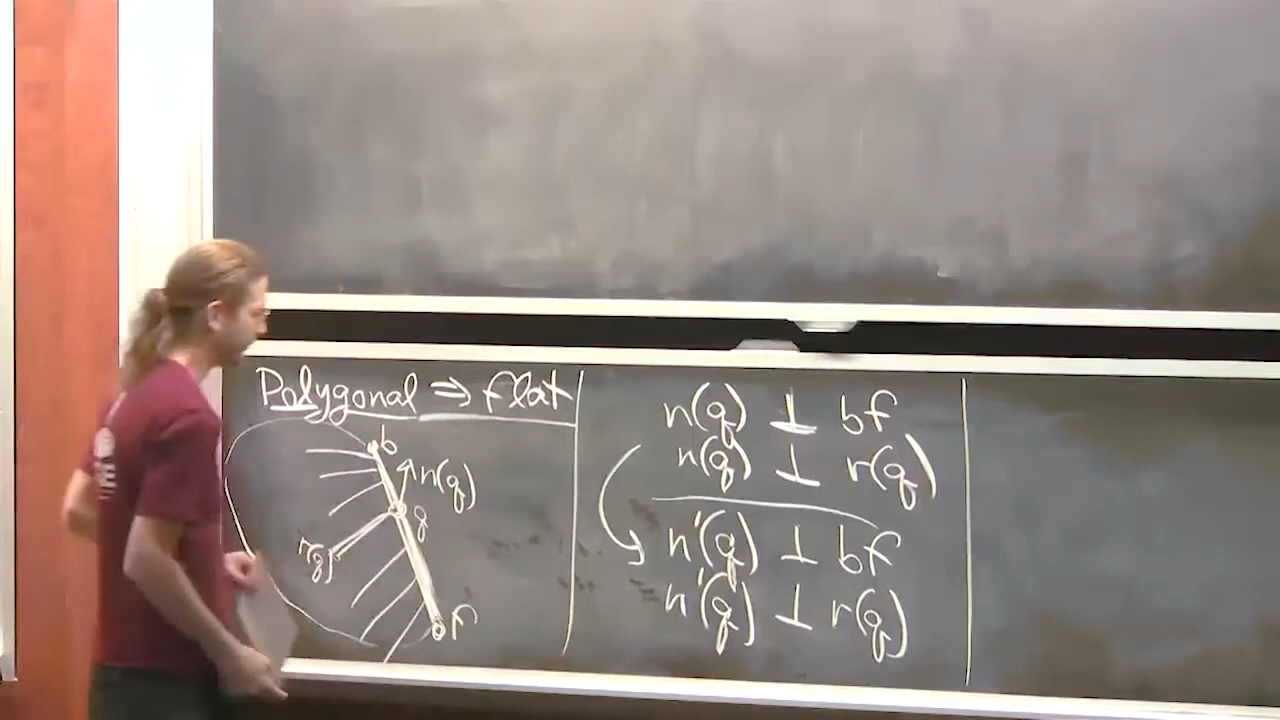 Polygonal ⇒ flat
b
n(q)
q
r(q)
f
n(q) ⊥ bf
n(q) ⊥ r(q)
n'(q) ⊥ bf
n'(q) ⊥ r(q)